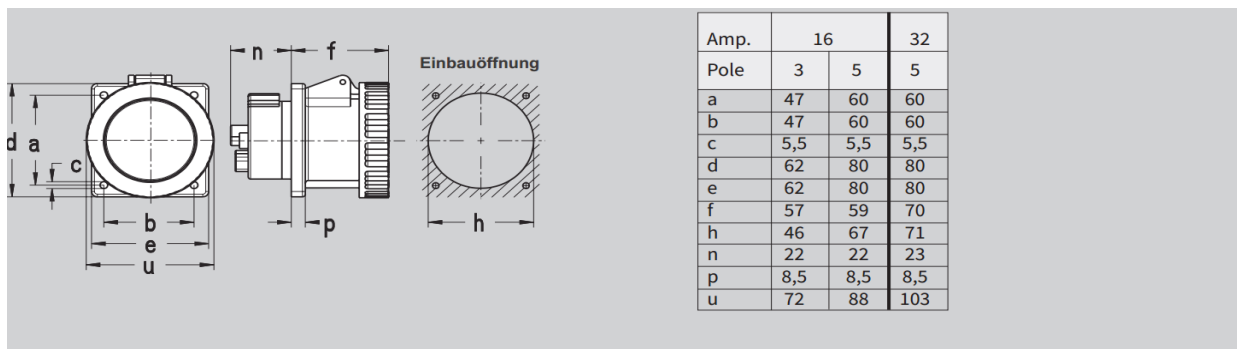 n f
Einbauöffnung
d a
c
b
p
h
e
u
Amp. 16 32
Pole 3 5 5
a 47 60 60
b 47 60 60
c 5,5 5,5 5,5
d 62 80 80
e 62 80 80
f 57 59 70
h 46 67 71
n 22 22 23
p 8,5 8,5 8,5
u 72 88 103